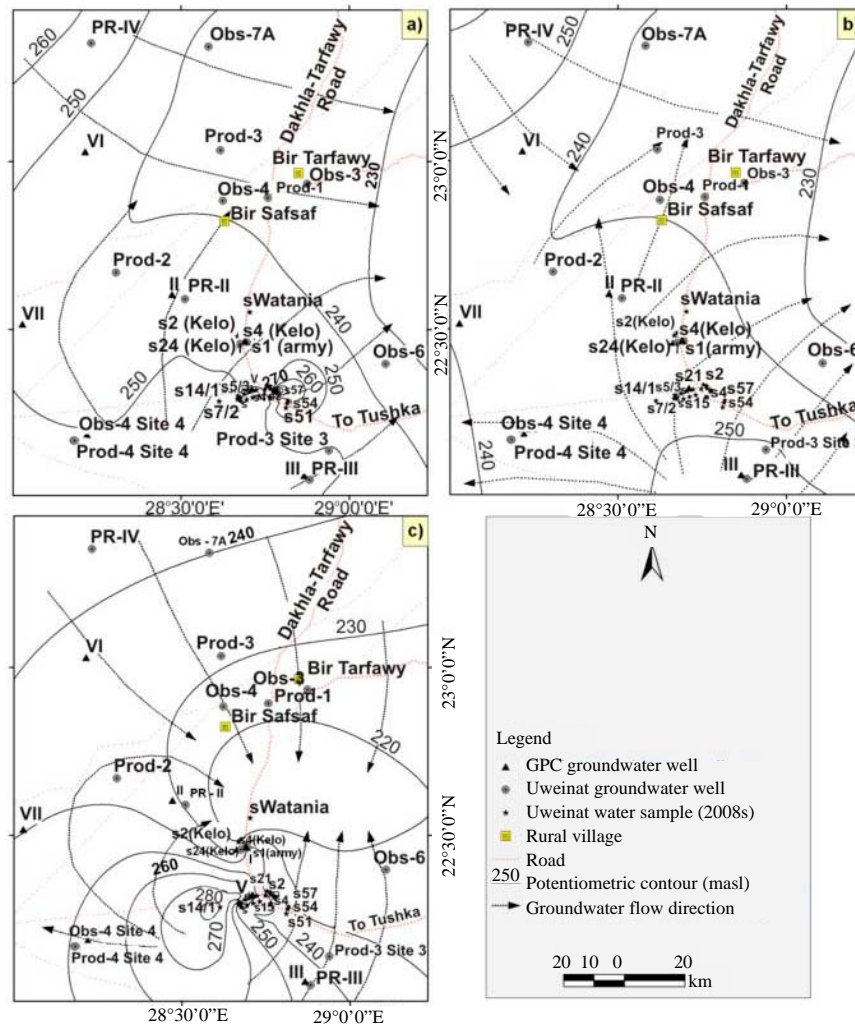 a)
260
PR-IV
Obs-7A
Dakhla-Tarfawy
Road
250
VI
Prod-3
Bir Tarfawy
Obs-3
230
Obs-4
Prod-1
Bir Safsaf
Prod-2
II
PR-II
240
VII
sWatania
s2 (Kelo)
s4 (Kelo)
s24 (Kelo)
s1 (army)
250
Obs-6
V
270
260
250
s14/1
s5/3
s57
s7/2
s54
s51
Obs-4 Site 4
Prod-4 Site 4
Prod-3 Site 3
To Tushka
III
PR-III
28°30'0"E
29°0'0"E
23°0'0"N
22°30'0"N
b)
PR-IV
250
Obs-7A
Dakhla-Tarfawy
Road
VI
240
Prod-3
Bir Tarfawy
Obs-3
230
Obs-4
Bir Safsaf
Prod-2
II
PR-II
VII
sWatania
s2(Kelo)
s4(Kelo)
s24(Kelo)
s1(army)
Obs-6
s21
s2
s14/1
s5/3
s57
s7/2
s15
s4
s54
To Tushka
Obs-4 Site 4
Prod-4 Site 4
240
250
Prod-3 Site
III
PR-III
28°30'0"E
29°0'0"E
c)
PR-IV
Obs - 7A
240
Dakhla-Tarfawy
Road
230
VI
Prod-3
Bir Tarfawy
Obs-3
Obs-4
Prod-1
Bir Safsaf
220
Prod-2
II
PR - II
VII
sWatania
s2(Kelo)
s4(Kelo)
s24(Kelo)
s1(army)
I
260
Obs-6
s21
V
s2
s57
280
s14/1
s15
s4
s54
s51
270
250
240
To Tushka
Obs-4 Site 4
Prod-4 Site 4
Prod-3 Site 3
III
PR-III
28°30'0"E
29°0'0"E
23°0'0"N
22°30'0"N
N
Legend
GPC groundwater well
Uweinat groundwater well
Uweinat water sample (2008s)
Rural village
Road
250
Potentiometric contour (masl)
Groundwater flow direction
20 10 0 20
km